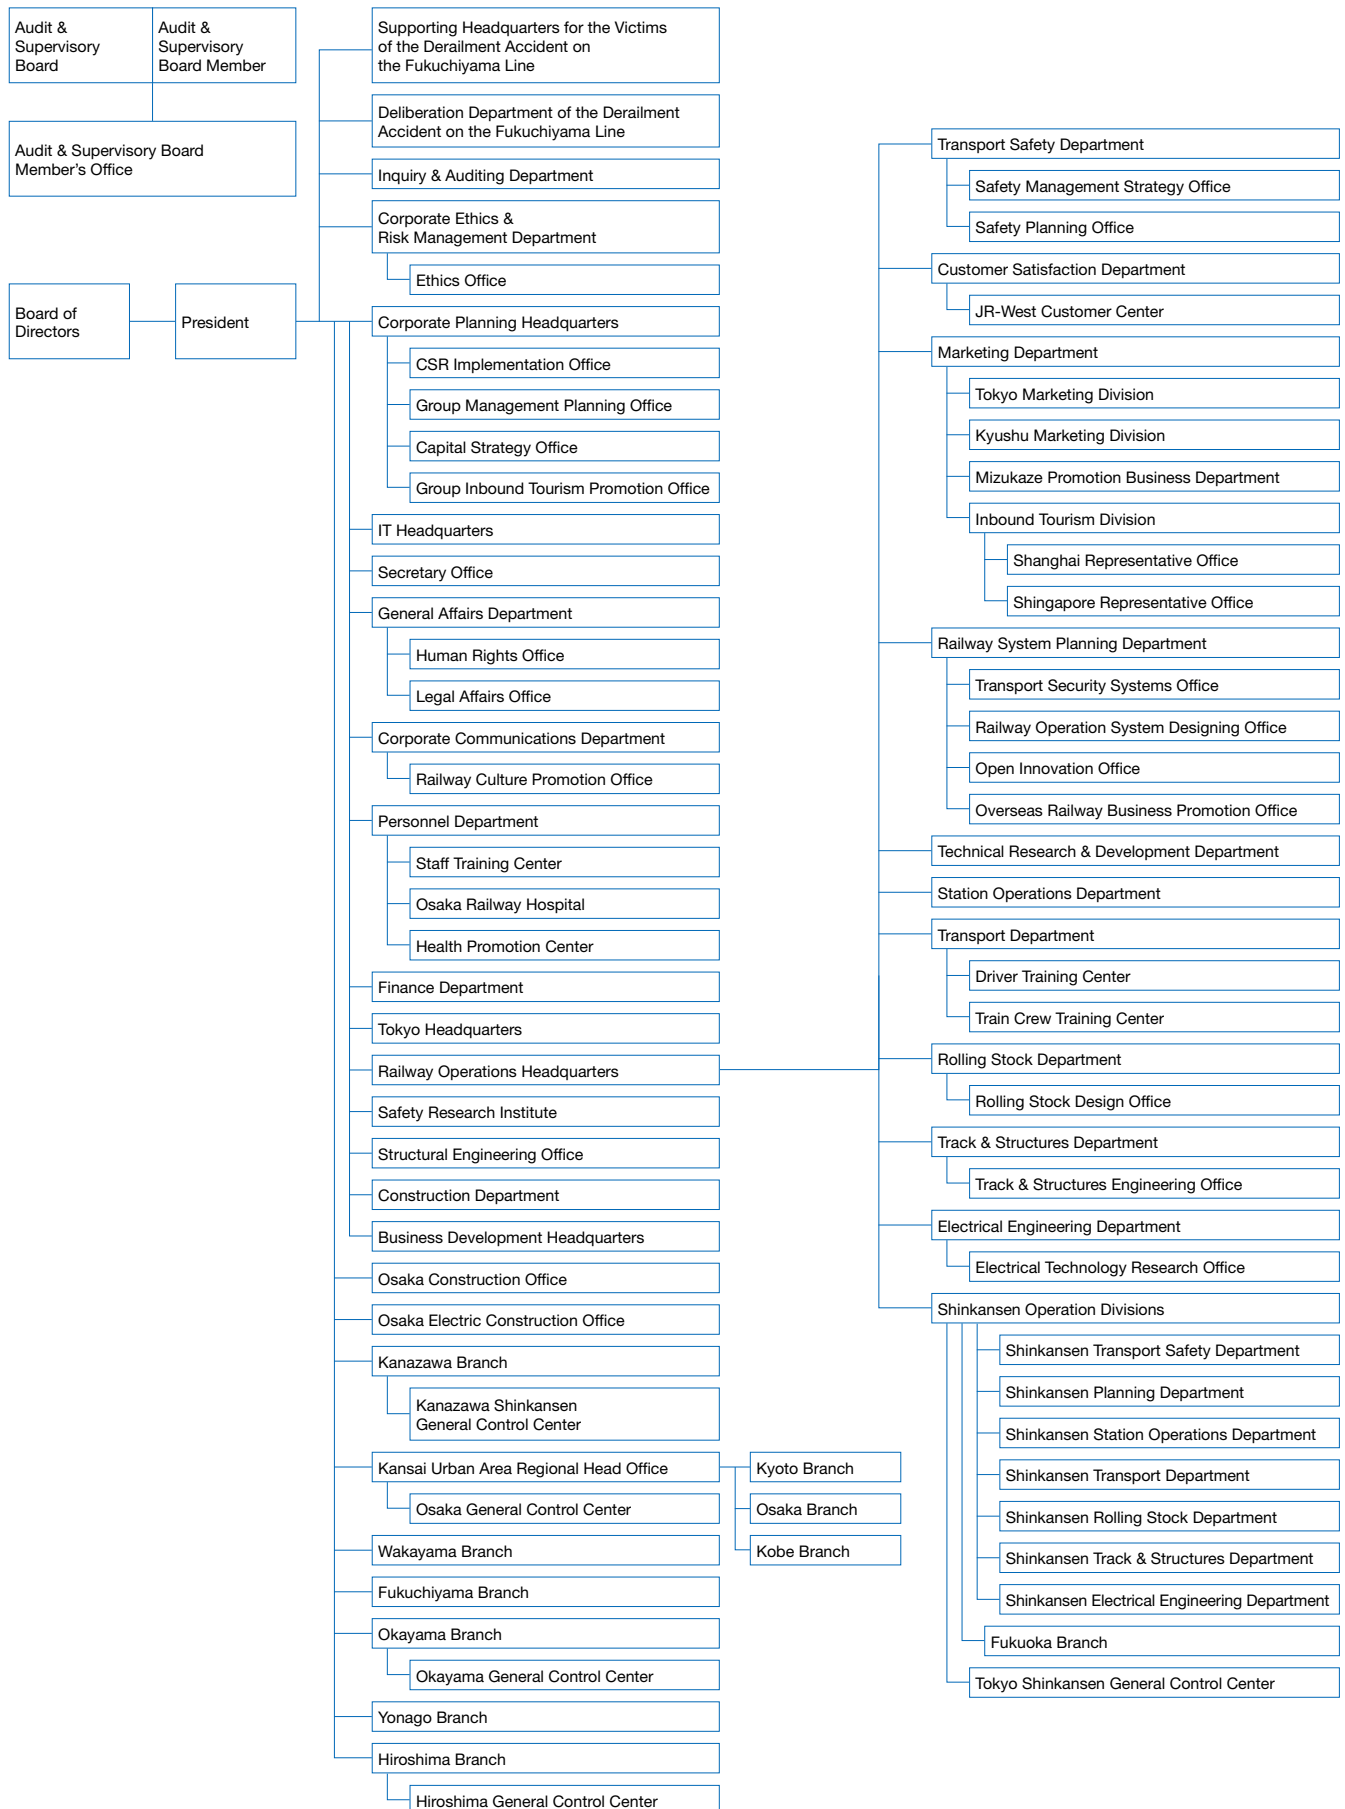 Audit &
Supervisory
Board
Audit &
Supervisory
Board Member
Audit & Supervisory Board
Member's Office
Board of
Directors
President
Supporting Headquarters for the Victims
of the Derailment Accident on
the Fukuchiyama Line
Deliberation Department of the Derailment
Accident on the Fukuchiyama Line
Inquiry & Auditing Department
Corporate Ethics &
Risk Management Department
Ethics Office
Corporate Planning Headquarters
CSR Implementation Office
Group Management Planning Office
Capital Strategy Office
Group Inbound Tourism Promotion Office
IT Headquarters
Secretary Office
General Affairs Department
Human Rights Office
Legal Affairs Office
Corporate Communications Department
Railway Culture Promotion Office
Personnel Department
Staff Training Center
Osaka Railway Hospital
Health Promotion Center
Finance Department
Tokyo Headquarters
Railway Operations Headquarters
Safety Research Institute
Structural Engineering Office
Construction Department
Business Development Headquarters
Osaka Construction Office
Osaka Electric Construction Office
Kanazawa Branch
Kanazawa Shinkansen
General Control Center
Kansai Urban Area Regional Head Office
Osaka General Control Center
Kyoto Branch
Osaka Branch
Kobe Branch
Wakayama Branch
Fukuchiyama Branch
Okayama Branch
Okayama General Control Center
Yonago Branch
Hiroshima Branch
Hiroshima General Control Center
Transport Safety Department
Safety Management Strategy Office
Safety Planning Office
Customer Satisfaction Department
JR-West Customer Center
Marketing Department
Tokyo Marketing Division
Kyushu Marketing Division
Mizukaze Promotion Business Department
Inbound Tourism Division
Shanghai Representative Office
Shingapore Representative Office
Railway System Planning Department
Transport Security Systems Office
Railway Operation System Designing Office
Open Innovation Office
Overseas Railway Business Promotion Office
Technical Research & Development Department
Station Operations Department
Transport Department
Driver Training Center
Train Crew Training Center
Rolling Stock Department
Rolling Stock Design Office
Track & Structures Department
Track & Structures Engineering Office
Electrical Engineering Department
Electrical Technology Research Office
Shinkansen Operation Divisions
Shinkansen Transport Safety Department
Shinkansen Planning Department
Shinkansen Station Operations Department
Shinkansen Transport Department
Shinkansen Rolling Stock Department
Shinkansen Track & Structures Department
Shinkansen Electrical Engineering Department
Fukuoka Branch
Tokyo Shinkansen General Control Center